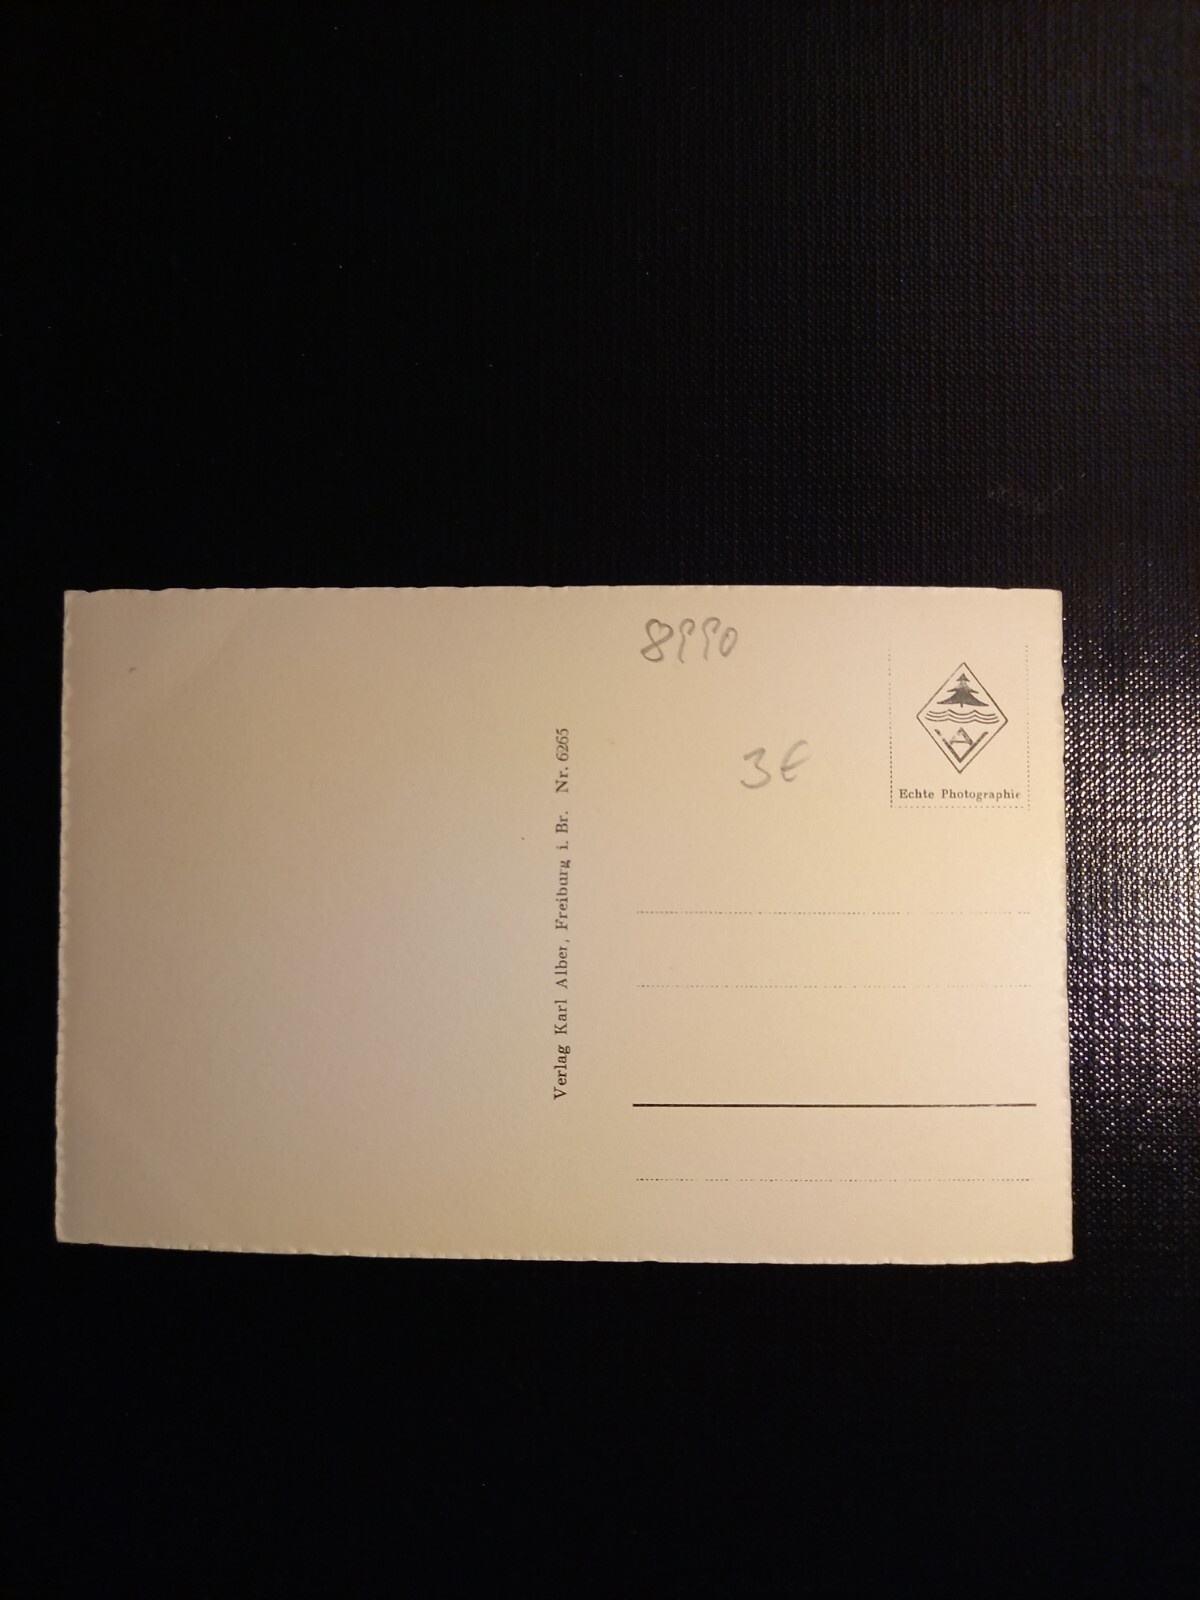 8990
3€
Echte Photographie
Verlag Karl Alber, Freiburg i. Br. Nr. 6265